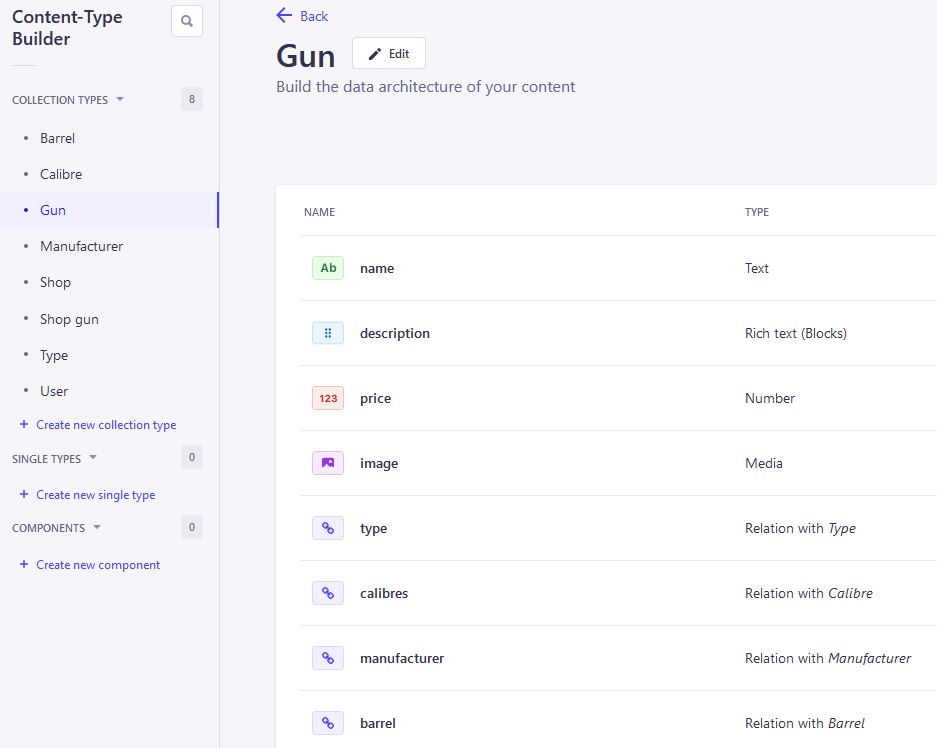 Content-Type
Builder
COLLECTION TYPES 8
Barrel
Calibre
Gun
Manufacturer
Shop
Shop gun
Type
User
+ Create new collection type
SINGLE TYPES 0
+ Create new single type
COMPONENTS 0
+ Create new component
Back
Gun
Edit
Build the data architecture of your content
NAME TYPE
Ab name Text
description Rich text (Blocks)
123 price Number
image Media
type Relation with Type
calibres Relation with Calibre
manufacturer Relation with Manufacturer
barrel Relation with Barrel